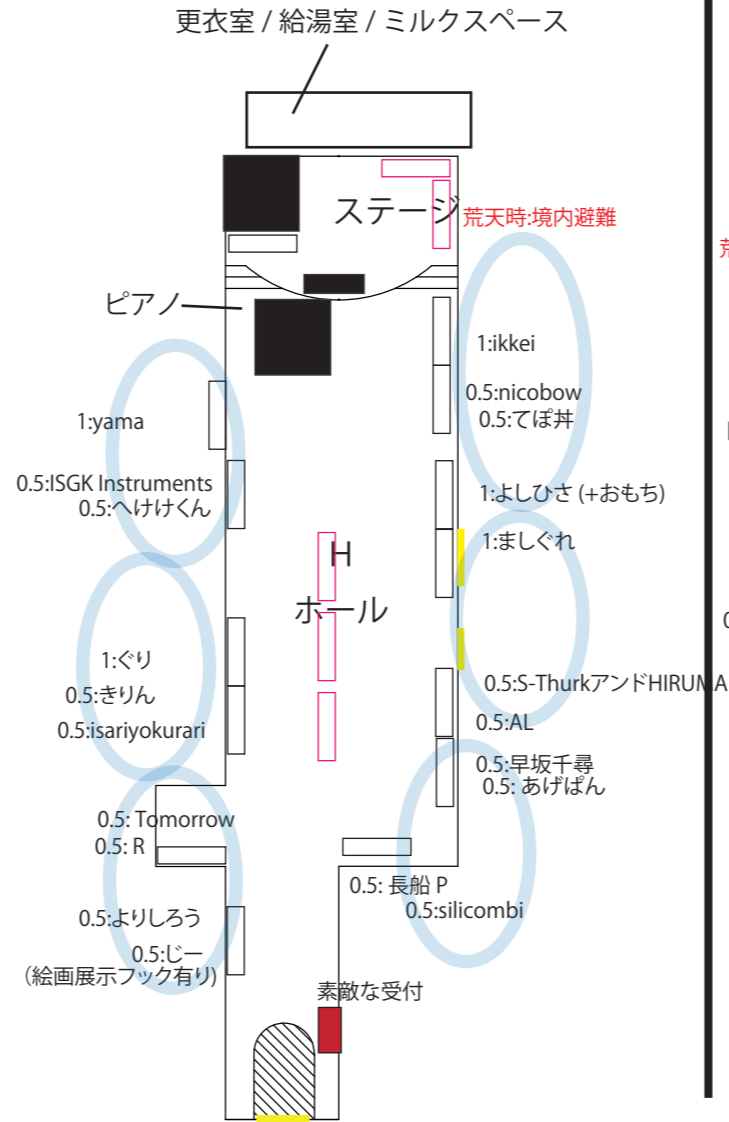 更衣室 / 給湯室 / ミルクスペース
ステージ
荒天時:境内避難
ピアノ
1:ikkei
0.5:nicobow
0.5:てぽ丼
1:yama
0.5:ISGK Instruments
0.5:へけけくん
1:よしひさ (+おもち)
1:ましぐれ
H
ホール
1:ぐり
0.5:きりん
0.5:isariyokurari
0.5:S-ThurkアンドHIRUMA
0.5:AL
0.5:早坂千尋
0.5: あげぱん
0.5: Tomorrow
0.5: R
0.5: 長船 P
0.5:silicombi
0.5:よりしろう
0.5:じー
(絵画展示フック有り)
素敵な受付